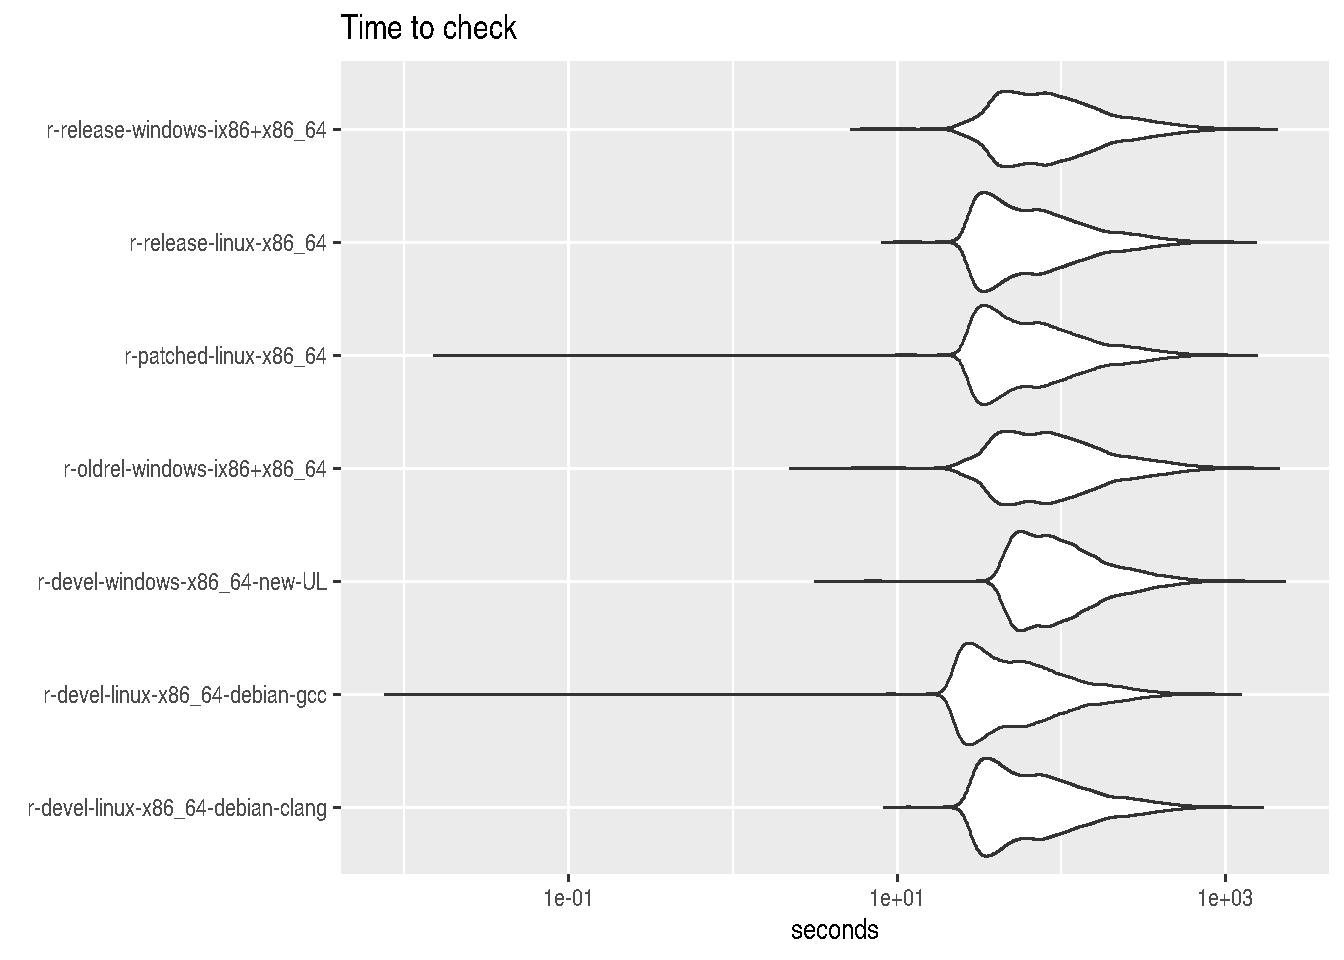 Time to check
r-release-windows-ix86+x86_64
r-release-linux-x86_64
r-patched-linux-x86_64
r-oldrel-windows-ix86+x86_64
r-devel-windows-x86_64-new-UL
r-devel-linux-x86_64-debian-gcc
r-devel-linux-x86_64-debian-clang
1e-01 1e+01 1e+03
seconds